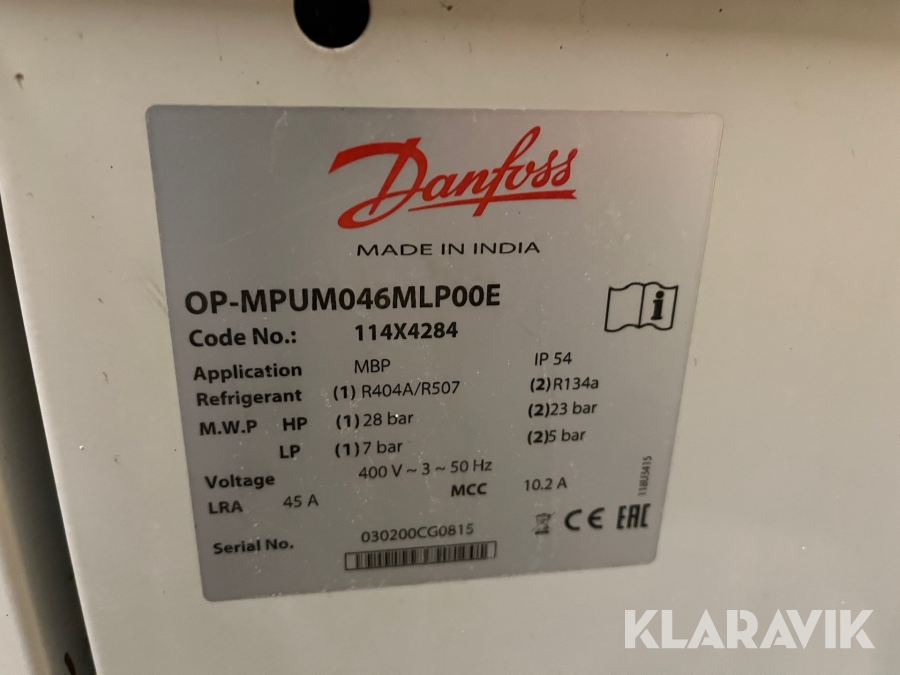 Danfoss
MADE IN INDIA
OP-MPUM046MLP00E
Code No.: 114X4284
Application MBP IP 54
Refrigerant (1) R404A/R507 (2)R134a
M.W.P HP (1) 28 bar (2)23 bar
LP (1) 7 bar (2)5 bar
Voltage 400 V ~ 3 ~ 50 Hz
LRA 45 A MCC 10.2 A
Serial No. 030200CG0815
CE EAC
118U3415
KLARAVIK